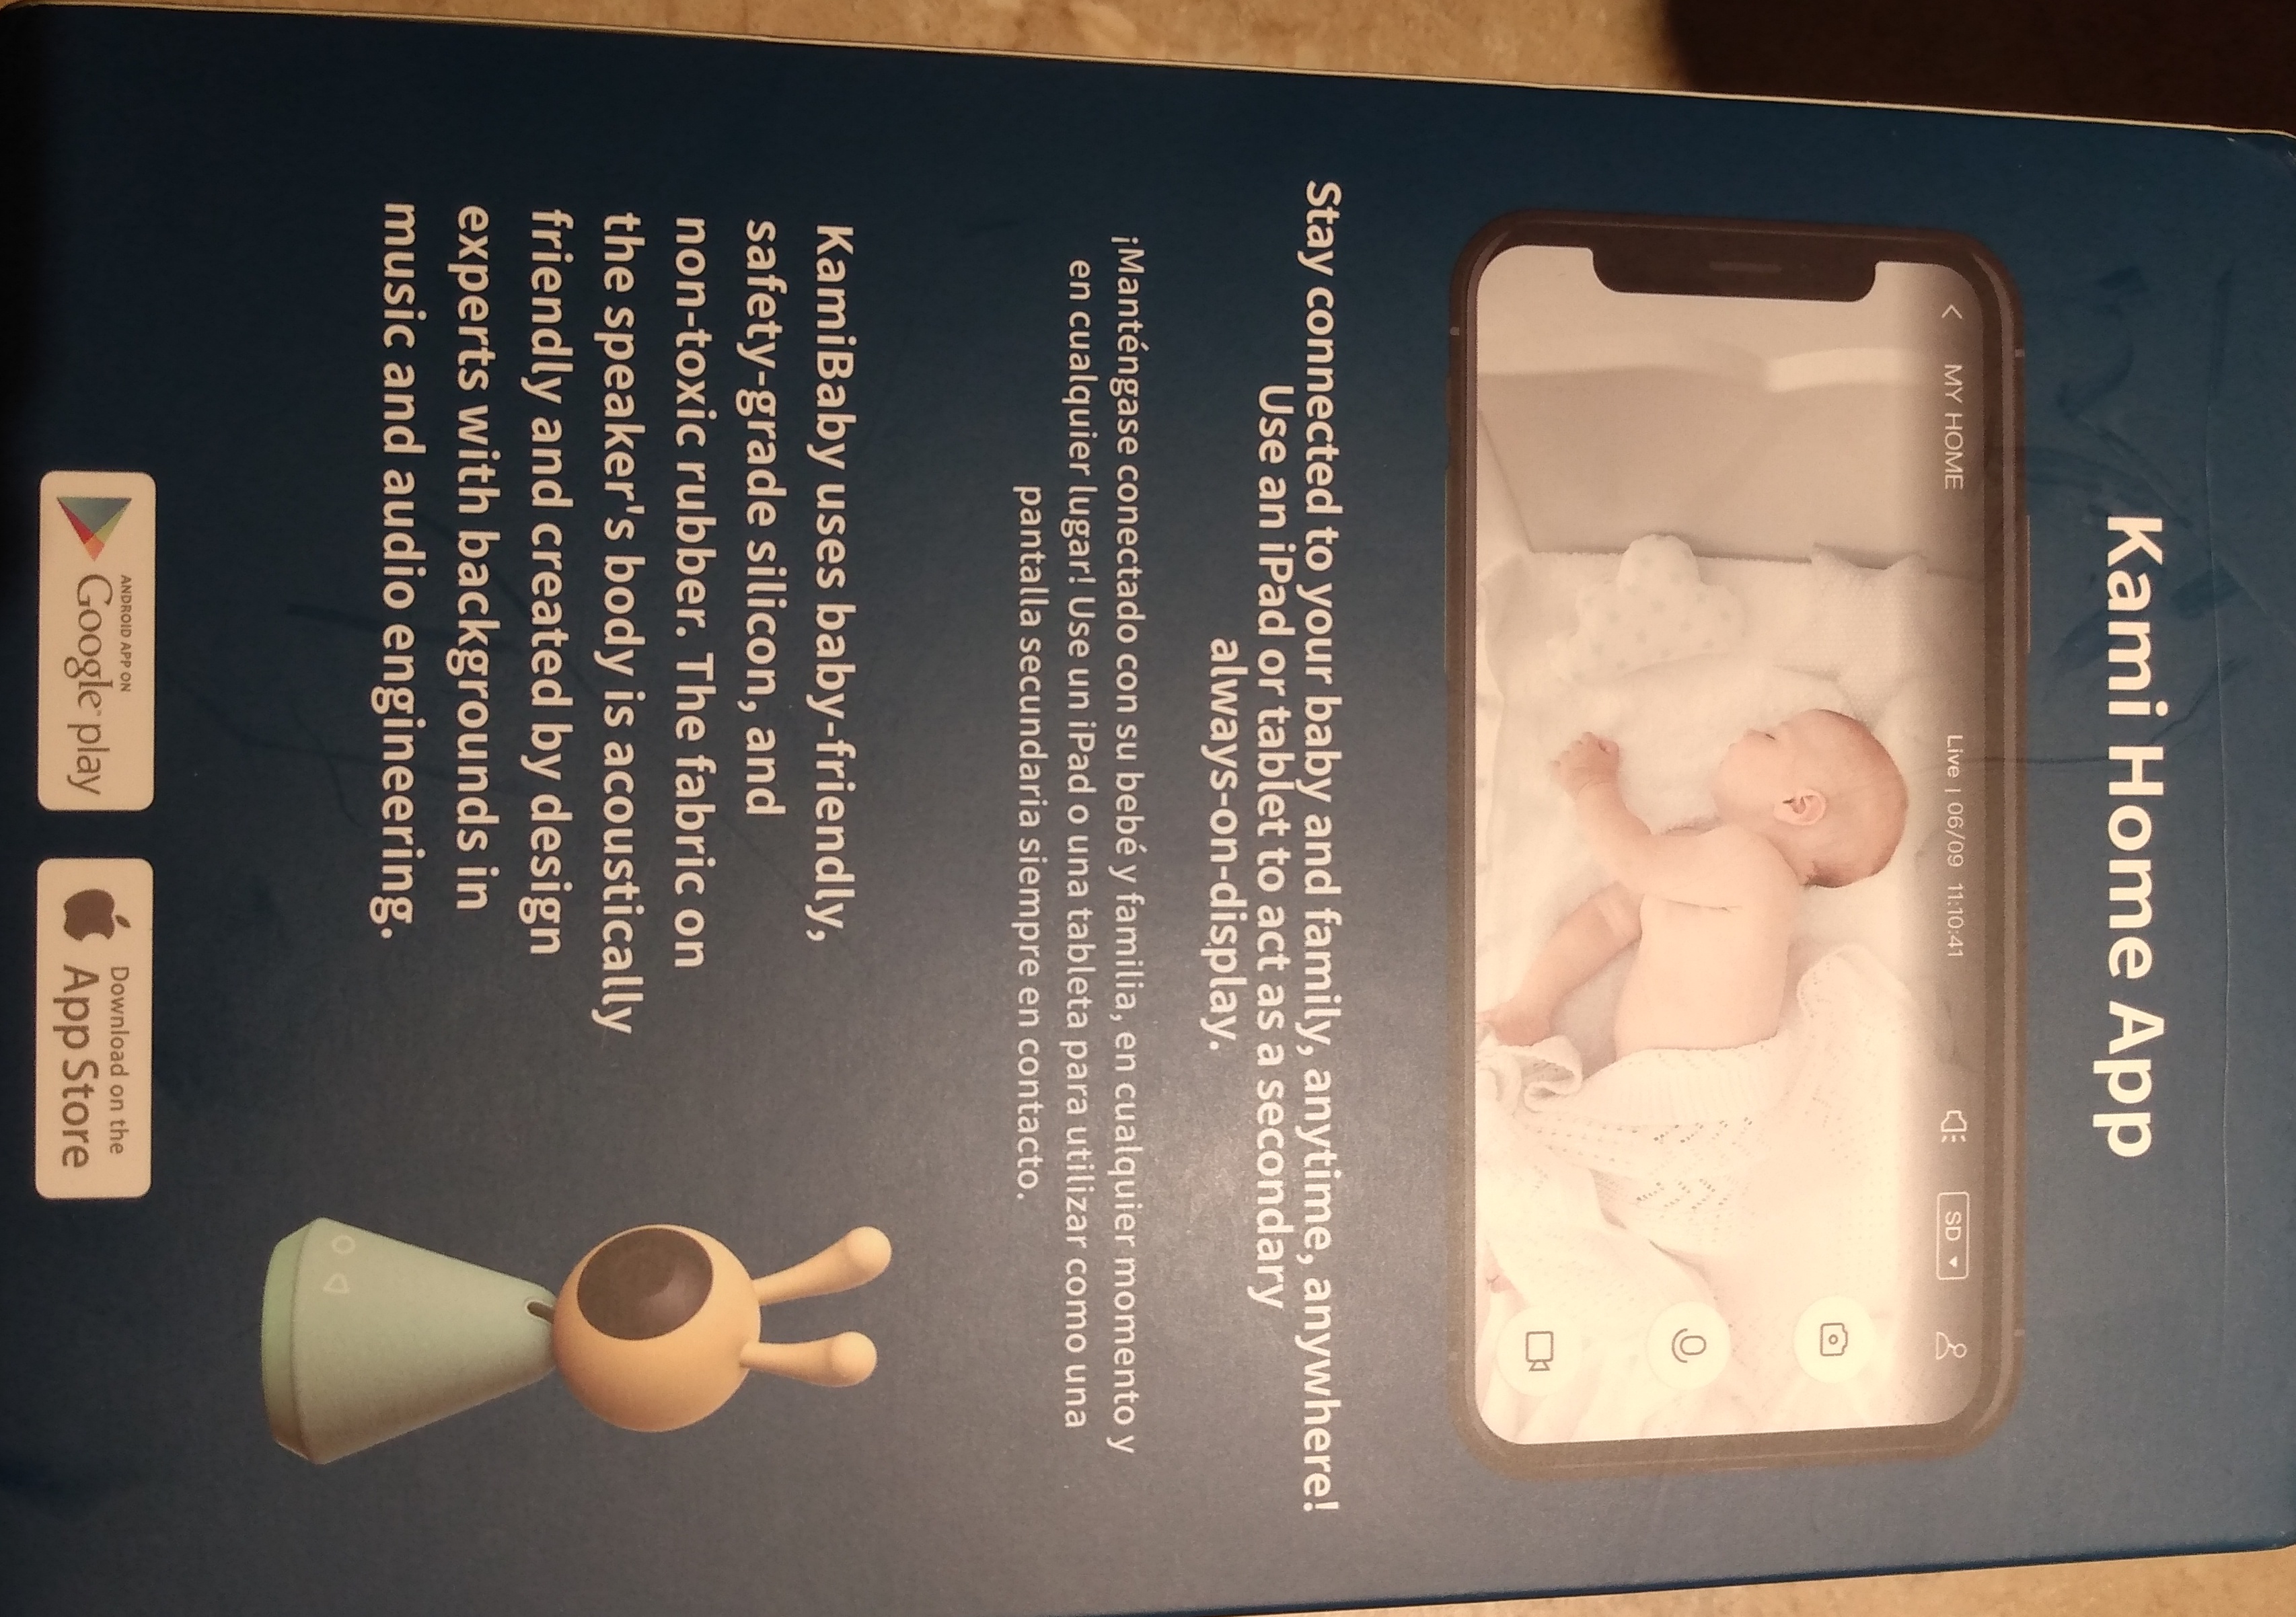 Kami Home App
MY HOME
Live | 06/09 11:10:41
SD
Stay connected to your baby and family, anytime, anywhere!
Use an iPad or tablet to act as a secondary
always-on-display.
¡Manténgase conectado con su bebé y familia, en cualquier momento y
en cualquier lugar! Use un iPad o una tableta para utilizar como una
pantalla secundaria siempre en contacto.
KamiBaby uses baby-friendly,
safety-grade silicon, and
non-toxic rubber. The fabric on
the speaker's body is acoustically
friendly and created by design
experts with backgrounds in
music and audio engineering.
ANDROID APP ON
Google play
Download on the
App Store